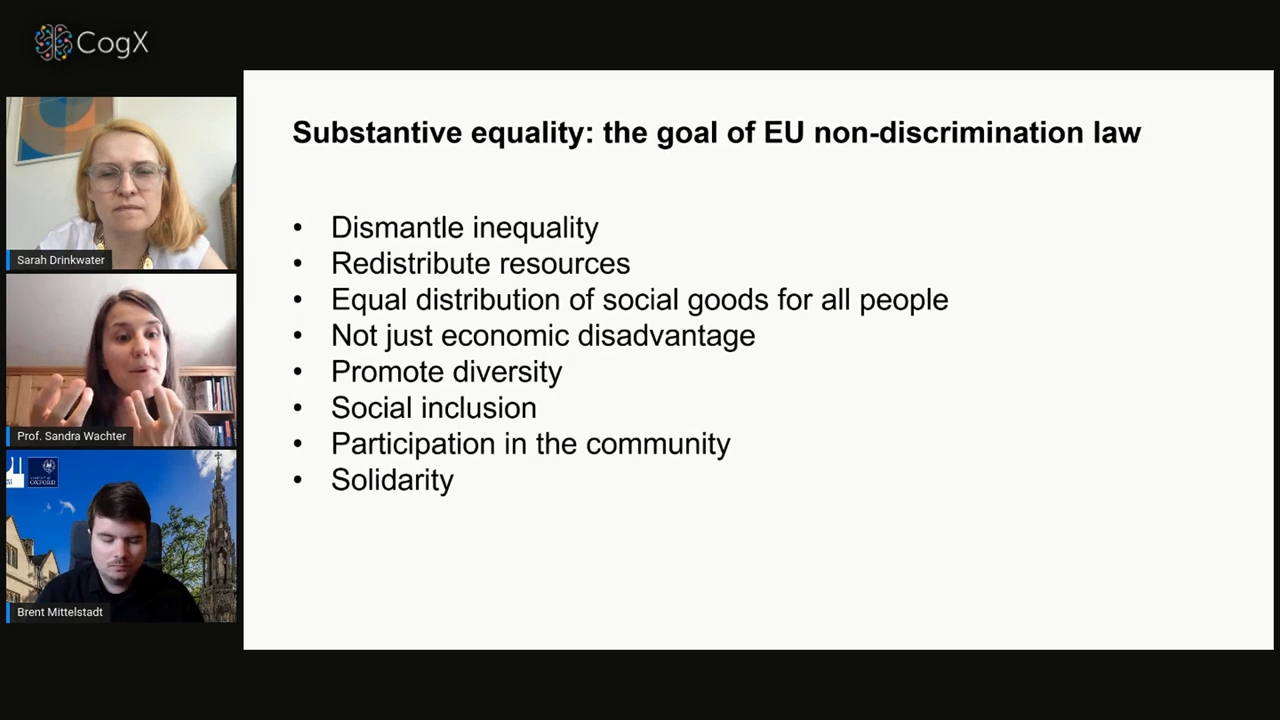 CogX
Substantive equality: the goal of EU non-discrimination law
• Dismantle inequality
• Redistribute resources
• Equal distribution of social goods for all people
• Not just economic disadvantage
• Promote diversity
• Social inclusion
• Participation in the community
• Solidarity
Sarah Drinkwater
Prof. Sandra Wachter
OXFORD
Brent Mittelstadt